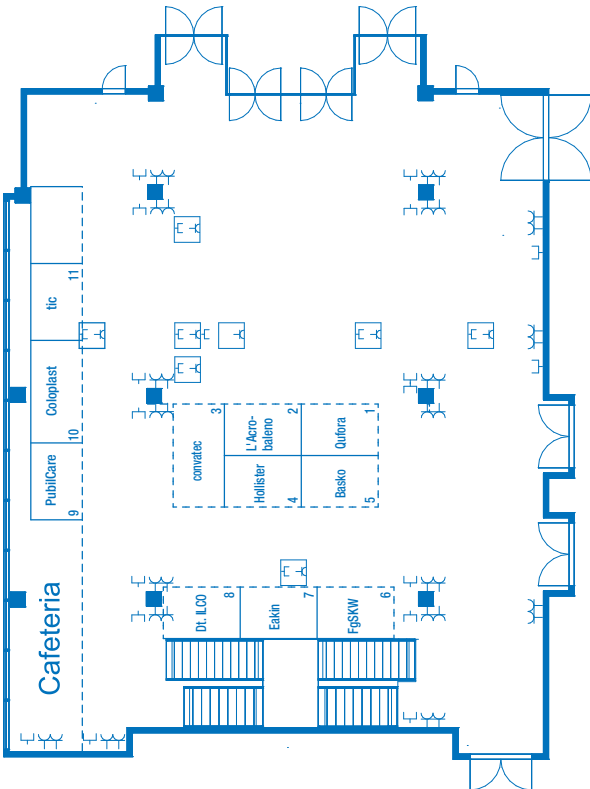 11
tic
Coloplast
10
PubilCare
9
Cafeteria
3
convatec
2
L'Acro-
baleno
1
Qufora
Hollister
4
Basko
5
Dt. ILCO
8
Eakin
7
FgSKW
6